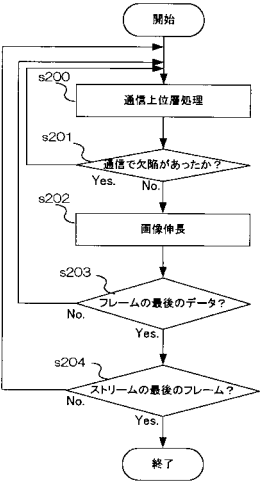 開始
s200
通信上位層処理
s201
通信で欠陥があったか?
Yes.
No.
s202
画像伸長
s203
フレームの最後のデータ?
No.
Yes.
s204
ストリームの最後のフレーム?
No.
Yes.
終了